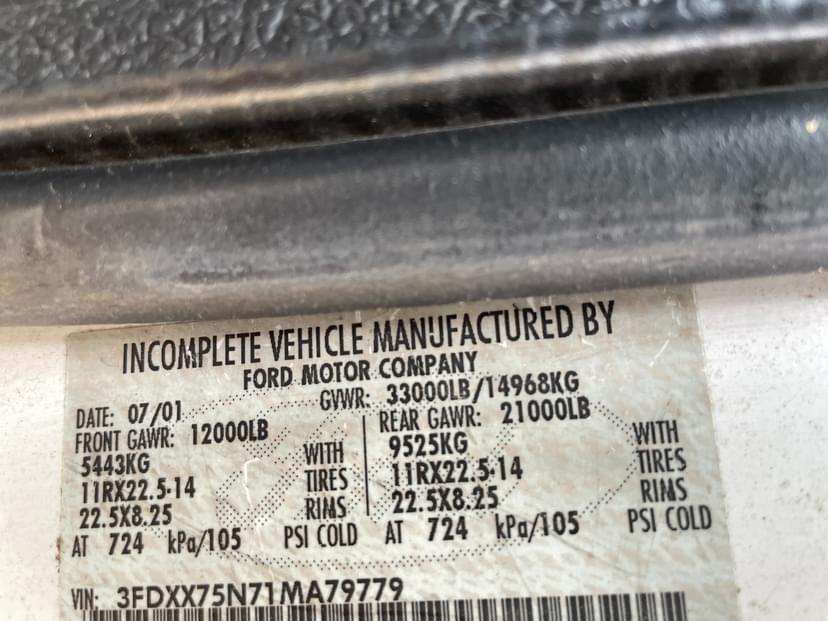 INCOMPLETE VEHICLE MANUFACTURED BY
FORD MOTOR COMPANY
DATE: 07/01 GVWR: 33000LB/14968KG
FRONT GAWR: 12000LB REAR GAWR: 21000LB
5443KG WITH 9525KG WITH
11RX22.5-14 TIRES 11RX22.5-14 TIRES
22.5X8.25 RIMS 22.5X8.25 RIMS
AT 724 kPa/105 PSI COLD AT 724 kPa/105 PSI COLD
VIN: 3FDXX75N71MA79779